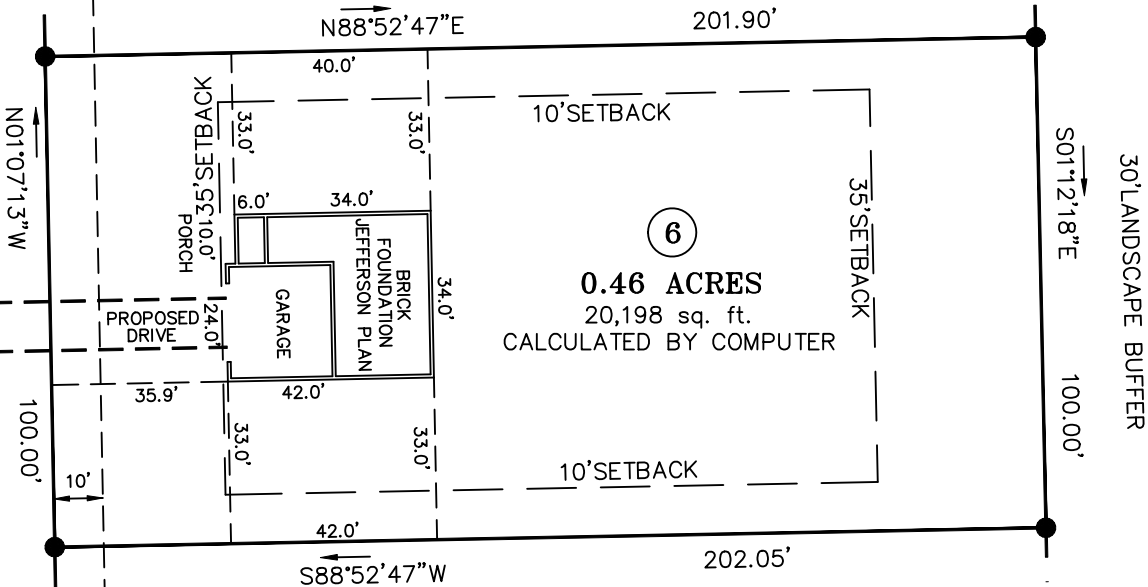 N88°52'47"E
201.90'
40.0'
10'SETBACK
35'SETBACK
33.0'
33.0'
N01°07'13"W
S01°12'18"E
30'LANDSCAPE BUFFER
6.0'
34.0'
10.0'
PORCH
35'SETBACK
6
0.46 ACRES
20,198 sq. ft.
CALCULATED BY COMPUTER
BRICK
FOUNDATION
JEFFERSON PLAN
34.0'
GARAGE
24.0'
PROPOSED
DRIVE
35.9'
42.0'
100.00'
100.00'
33.0'
33.0'
10'SETBACK
10'
42.0'
S88°52'47"W
202.05'